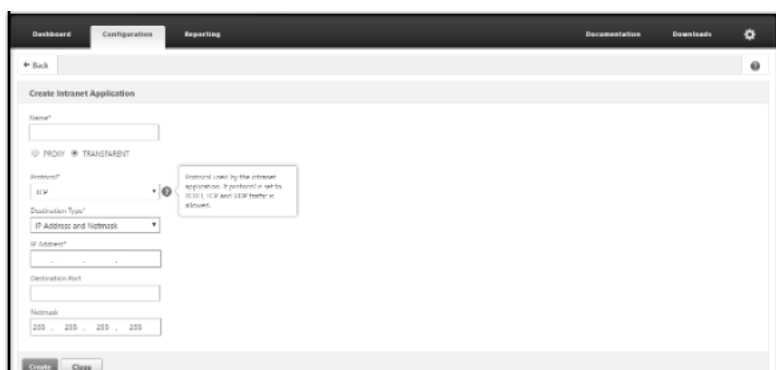 Dashboard Configuration Reporting Documentation Downloads
← Back
Create Intranet Application
Name*
PROXY TRANSPARENT
Protocol*
TCP
Protocol used by the intranet
application. If protocol is set to
BOTH, TCP and UDP traffic is
allowed.
Destination Type*
IP Address and Netmask
IP Address*
. . .
Destination Port
Netmask
255 . 255 . 255 . 255
Create Close